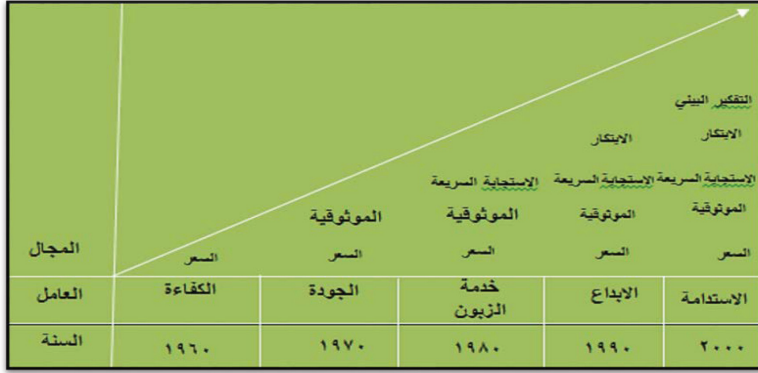 التفكير البيئي
الابتكار الابتكار
الاستجابة السريعة الاستجابة السريعة الاستجابة السريعة
الموثوقية الموثوقية الموثوقية الموثوقية
المجال السعر السعر السعر السعر السعر
العامل الكفاءة الجودة خدمة الزبون الابداع الاستدامة
السنة ١٩٦٠ ١٩٧٠ ١٩٨٠ ١٩٩٠ ٢٠٠٠